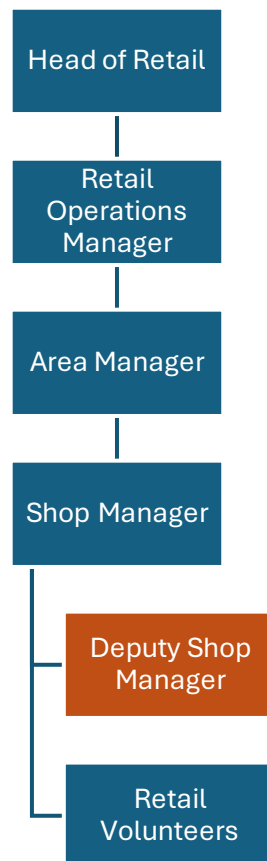 Head of Retail
Retail
Operations
Manager
Area Manager
Shop Manager
Deputy Shop
Manager
Retail
Volunteers